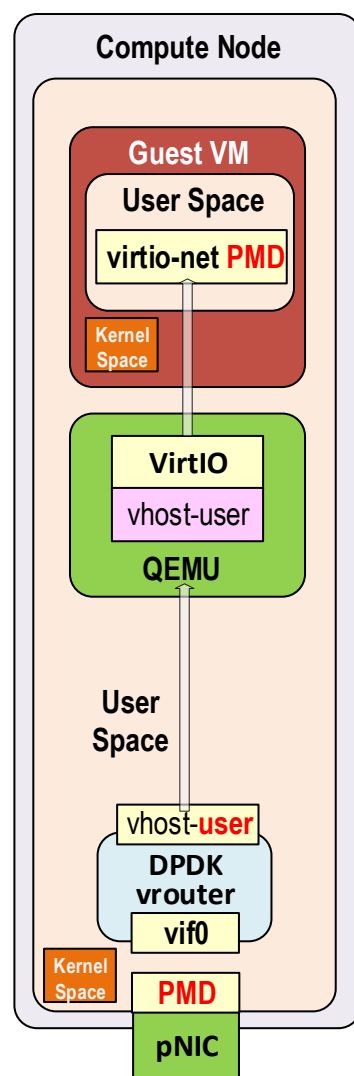 Compute Node
Guest VM
User Space
virtio-net PMD
Kernel
Space
VirtIO
vhost-user
QEMU
User
Space
vhost-user
DPDK
vrouter
vif0
Kernel
Space
PMD
pNIC